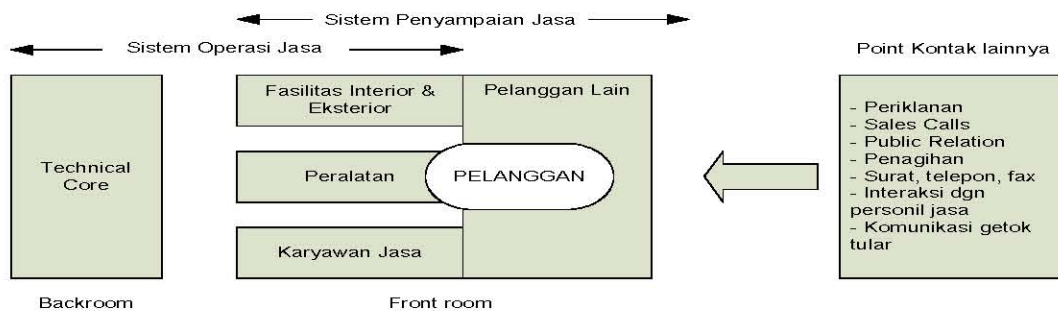 Sistem Penyampaian Jasa
Sistem Operasi Jasa
Point Kontak lainnya
Technical
Core
Fasilitas Interior &
Eksterior
Peralatan
Karyawan Jasa
Pelanggan Lain
PELANGGAN
- Periklanan
- Sales Calls
- Public Relation
- Penagihan
- Surat, telepon, fax
- Interaksi dgn
personil jasa
- Komunikasi getok
tular
Backroom
Front room